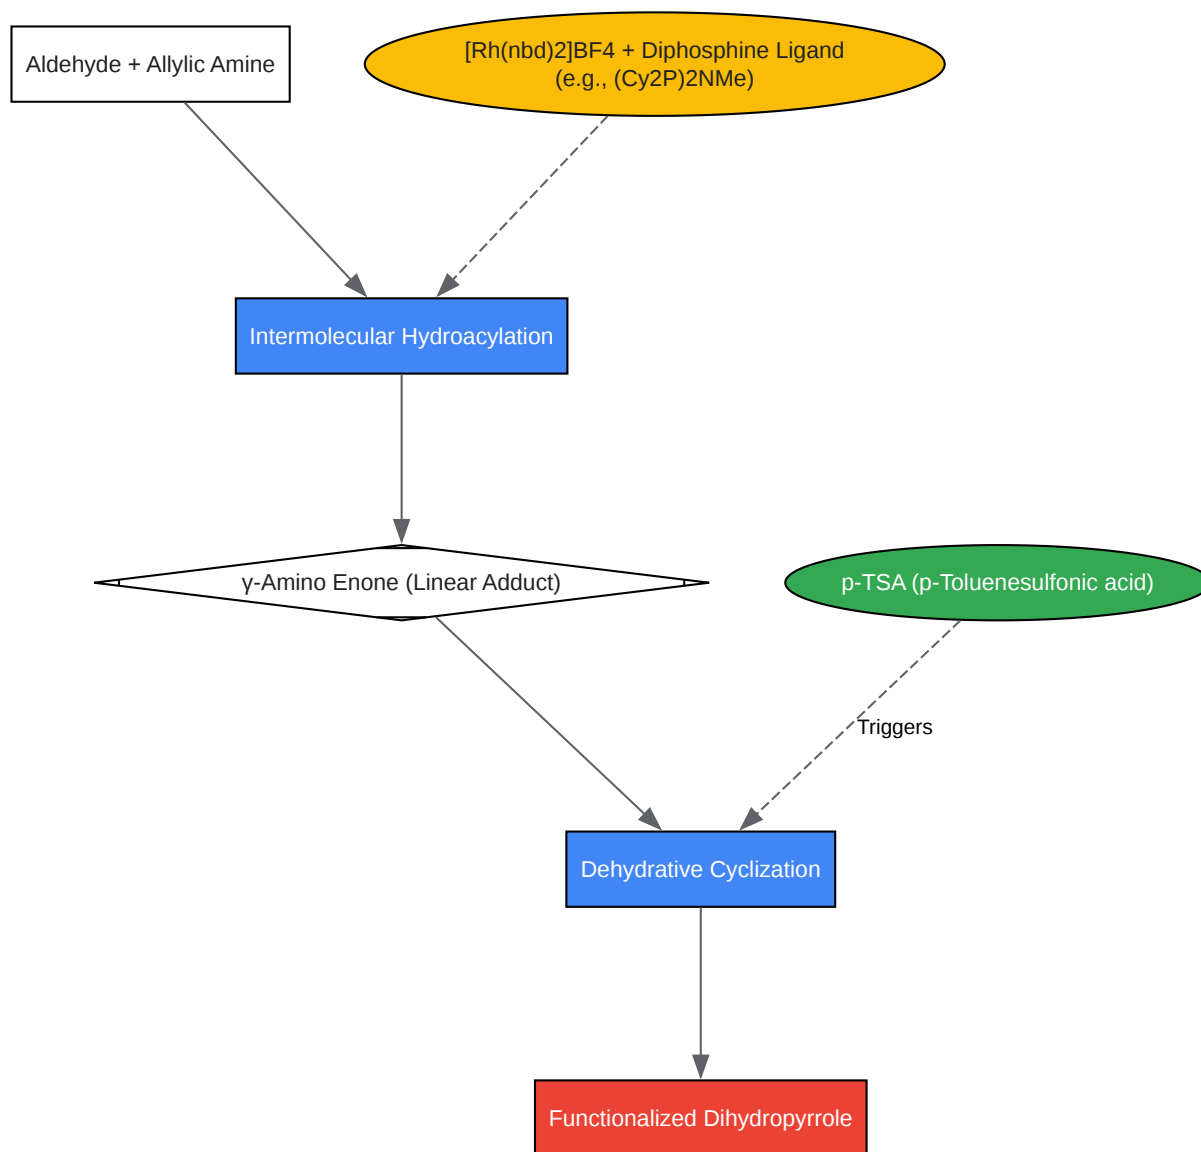 Aldehyde + Allylic Amine
[Rh(nbd)2]BF4 + Diphosphine Ligand
(e.g., (Cy2P)2NMe)
Intermolecular Hydroacylation
γ-Amino Enone (Linear Adduct)
p-TSA (p-Toluenesulfonic acid)
Triggers
Dehydrative Cyclization
Functionalized Dihydropyrrole